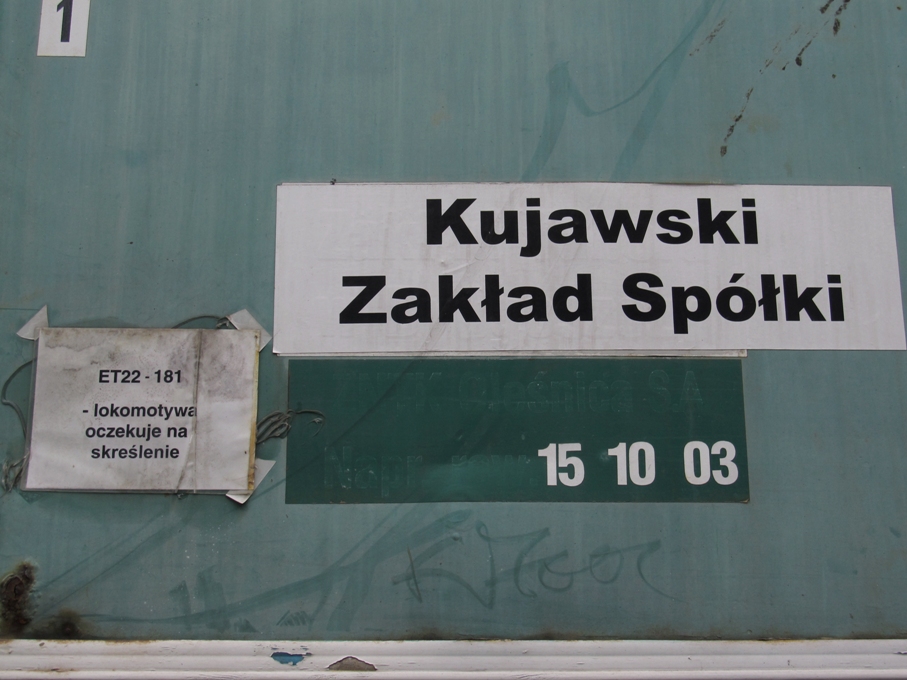 1
Kujawski
Zakład Spółki
ET22 - 181
- lokomotywa
oczekuje na
skreślenie
15 10 03